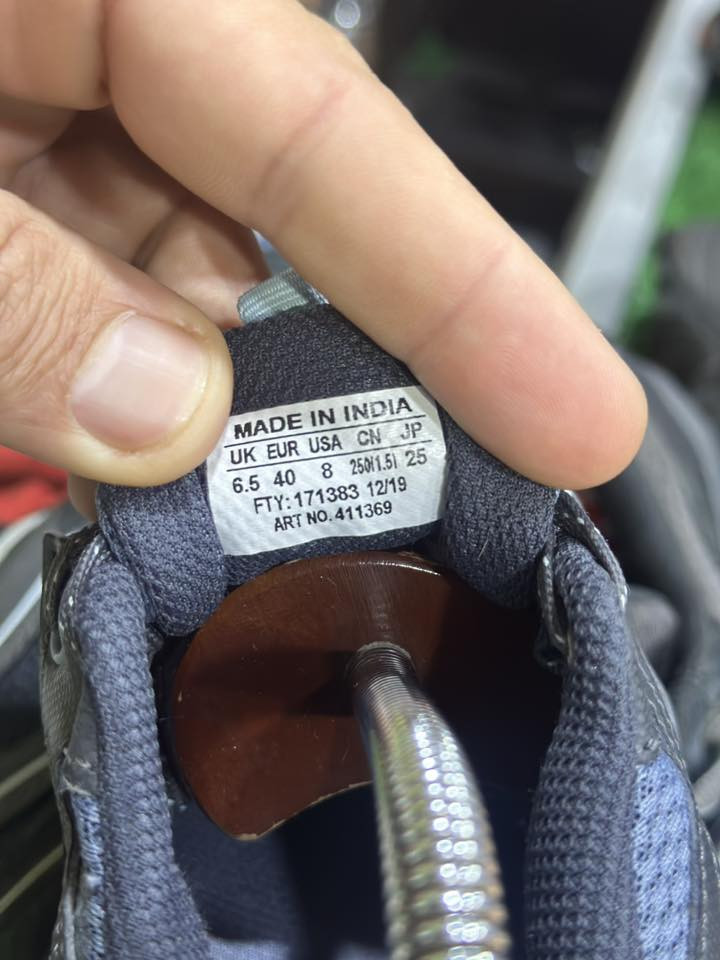 MADE IN INDIA
UK EUR USA CN JP
6.5 40 8 250(1.5) 25
FTY: 171383 12/19
ART NO. 411369